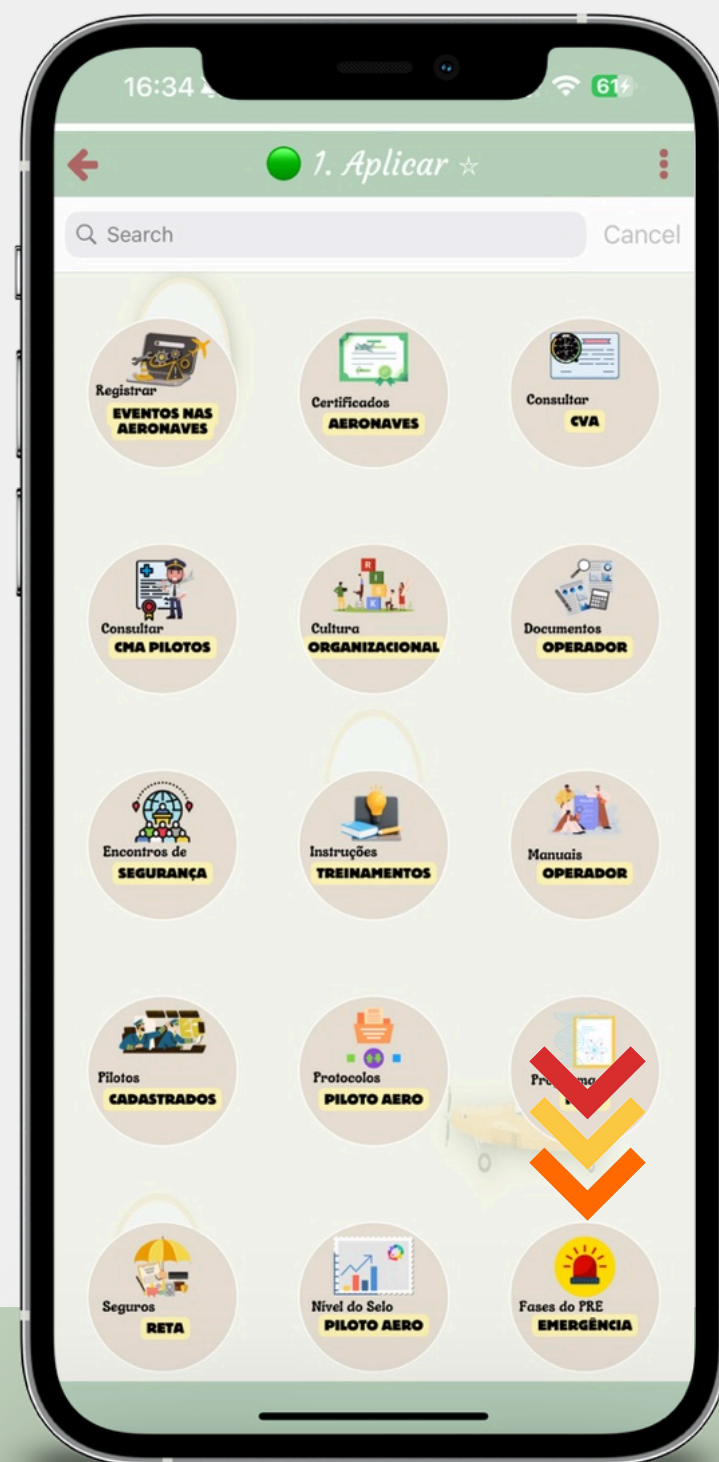 16:34
61
1. Aplicar
Search
Cancel
Registrar
EVENTOS NAS
AERONAVES
Certificados
AERONAVES
Consultar
CVA
Consultar
CMA PILOTOS
R I S K
Cultura
ORGANIZACIONAL
Documentos
OPERADOR
Encontros de
SEGURANÇA
Instruções
TREINAMENTOS
Manuais
OPERADOR
Pilotos
CADASTRADOS
Protocolos
PILOTO AERO
Seguros
RETA
Nível do Selo
PILOTO AERO
Fases do PRE
EMERGÊNCIA